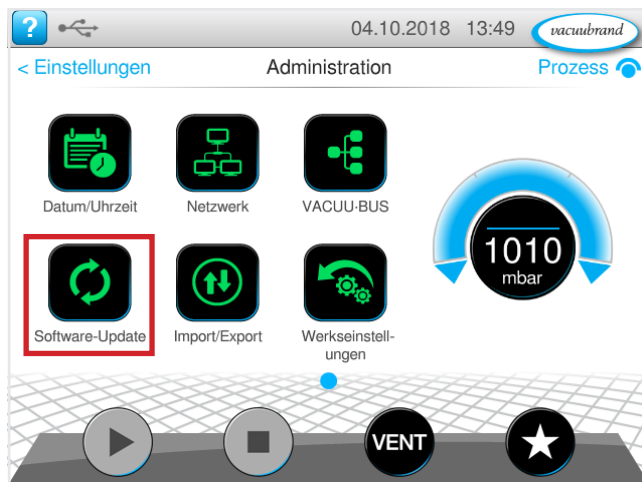 ?
04.10.2018 13:49
vacuubrand
< Einstellungen
Administration
Prozess
Datum/Uhrzeit
Netzwerk
VACUU·BUS
1010
mbar
Software-Update
Import/Export
Werkseinstell-
ungen
VENT